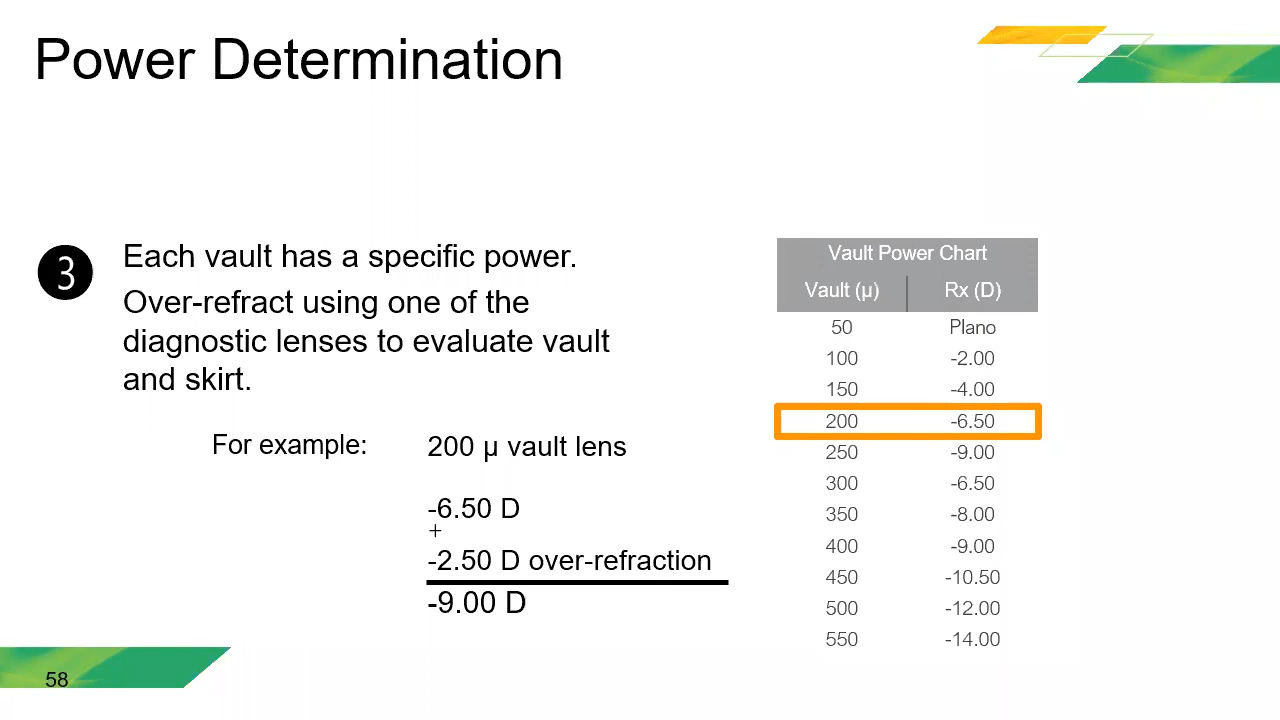 Power Determination
3
Each vault has a specific power.
Over-refract using one of the
diagnostic lenses to evaluate vault
and skirt.
For example:
200 µ vault lens
-6.50 D
+
-2.50 D over-refraction
-9.00 D
Vault Power Chart
Vault (µ) Rx (D)
50 Plano
100 -2.00
150 -4.00
200 -6.50
250 -9.00
300 -6.50
350 -8.00
400 -9.00
450 -10.50
500 -12.00
550 -14.00
58